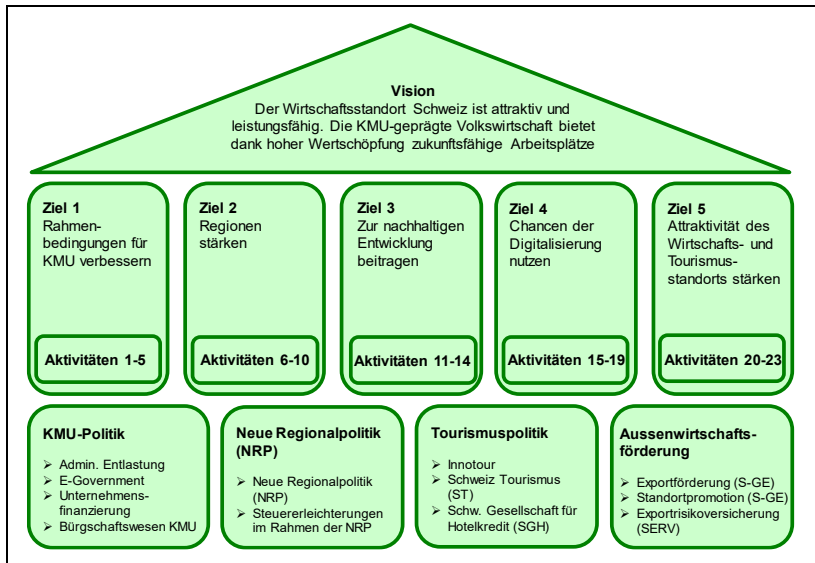 Vision
Der Wirtschaftsstandort Schweiz ist attraktiv und
leistungsfähig. Die KMU-geprägte Volkswirtschaft bietet
dank hoher Wertschöpfung zukunftsfähige Arbeitsplätze
Ziel 1
Rahmen-
bedingungen für
KMU verbessern
Aktivitäten 1-5
Ziel 2
Regionen
stärken
Aktivitäten 6-10
Ziel 3
Zur nachhaltigen
Entwicklung
beitragen
Aktivitäten 11-14
Ziel 4
Chancen der
Digitalisierung
nutzen
Aktivitäten 15-19
Ziel 5
Attraktivität des
Wirtschafts- und
Tourismus-
standorts stärken
Aktivitäten 20-23
KMU-Politik
➢ Admin. Entlastung
➢ E-Government
➢ Unternehmens-
finanzierung
➢ Bürgschaftswesen KMU
Neue Regionalpolitik
(NRP)
➢ Neue Regionalpolitik
(NRP)
➢ Steuererleichterungen
im Rahmen der NRP
Tourismuspolitik
➢ Innotour
➢ Schweiz Tourismus
(ST)
➢ Schw. Gesellschaft für
Hotelkredit (SGH)
Aussenwirtschafts-
förderung
➢ Exportförderung (S-GE)
➢ Standortpromotion (S-GE)
➢ Exportrisikoversicherung
(SERV)